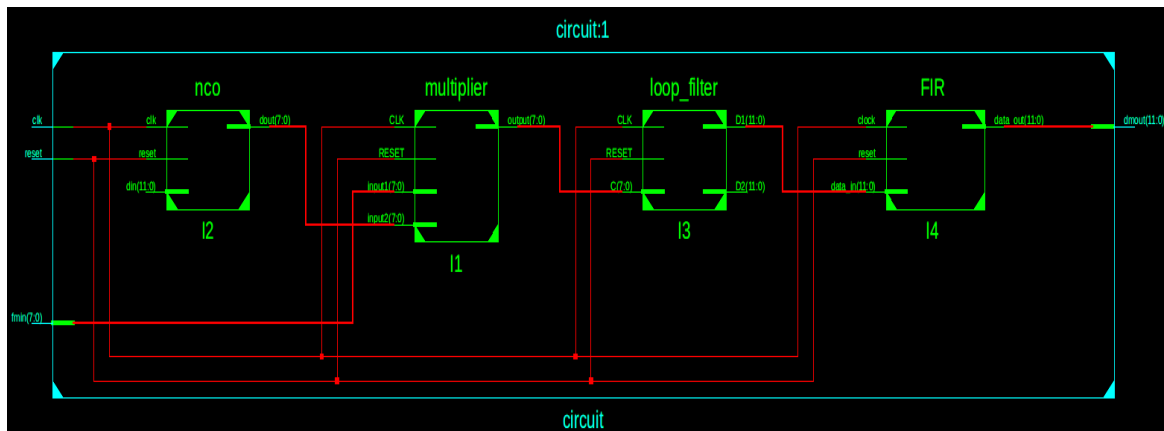 circuit:1
nco
multiplier
loop_filter
FIR
clk
clk
dout(7:0)
CLK
output(7:0)
CLK
D1(11:0)
clock
data_out(11:0)
dmout(11:0)
reset
reset
RESET
RESET
reset
din(11:0)
input1(7:0)
C(7:0)
D2(11:0)
data_in(11:0)
input2(7:0)
I2
I1
I3
I4
fmin(7:0)
circuit